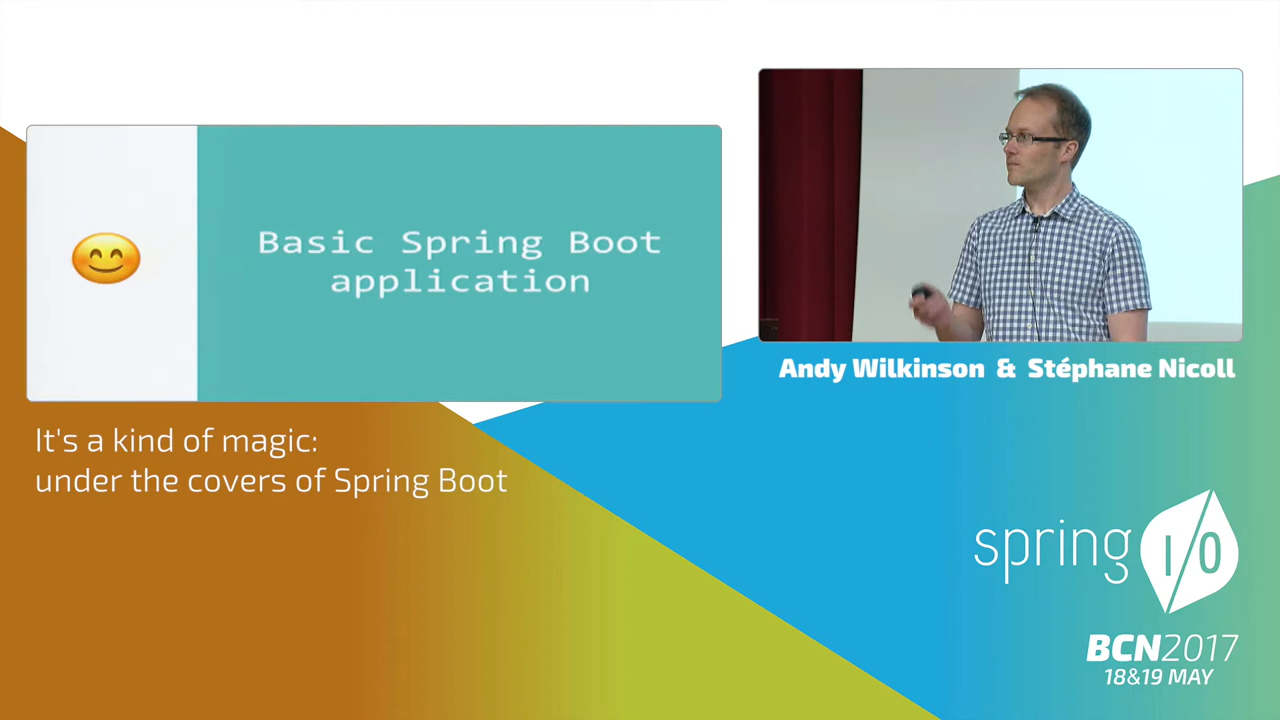 Basic Spring Boot
application
Andy Wilkinson & Stéphane Nicoll
It's a kind of magic:
under the covers of Spring Boot
spring I/O
BCN2017
18&19 MAY